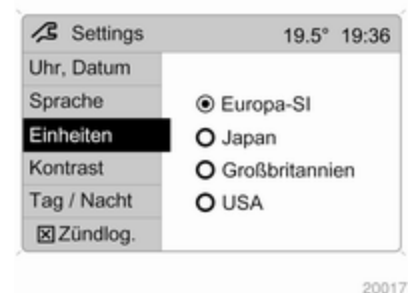 Settings 19.5° 19:36
Uhr, Datum
Sprache
Einheiten
Kontrast
Tag / Nacht
Zündlog.
Europa-SI
Japan
Großbritannien
USA
20017